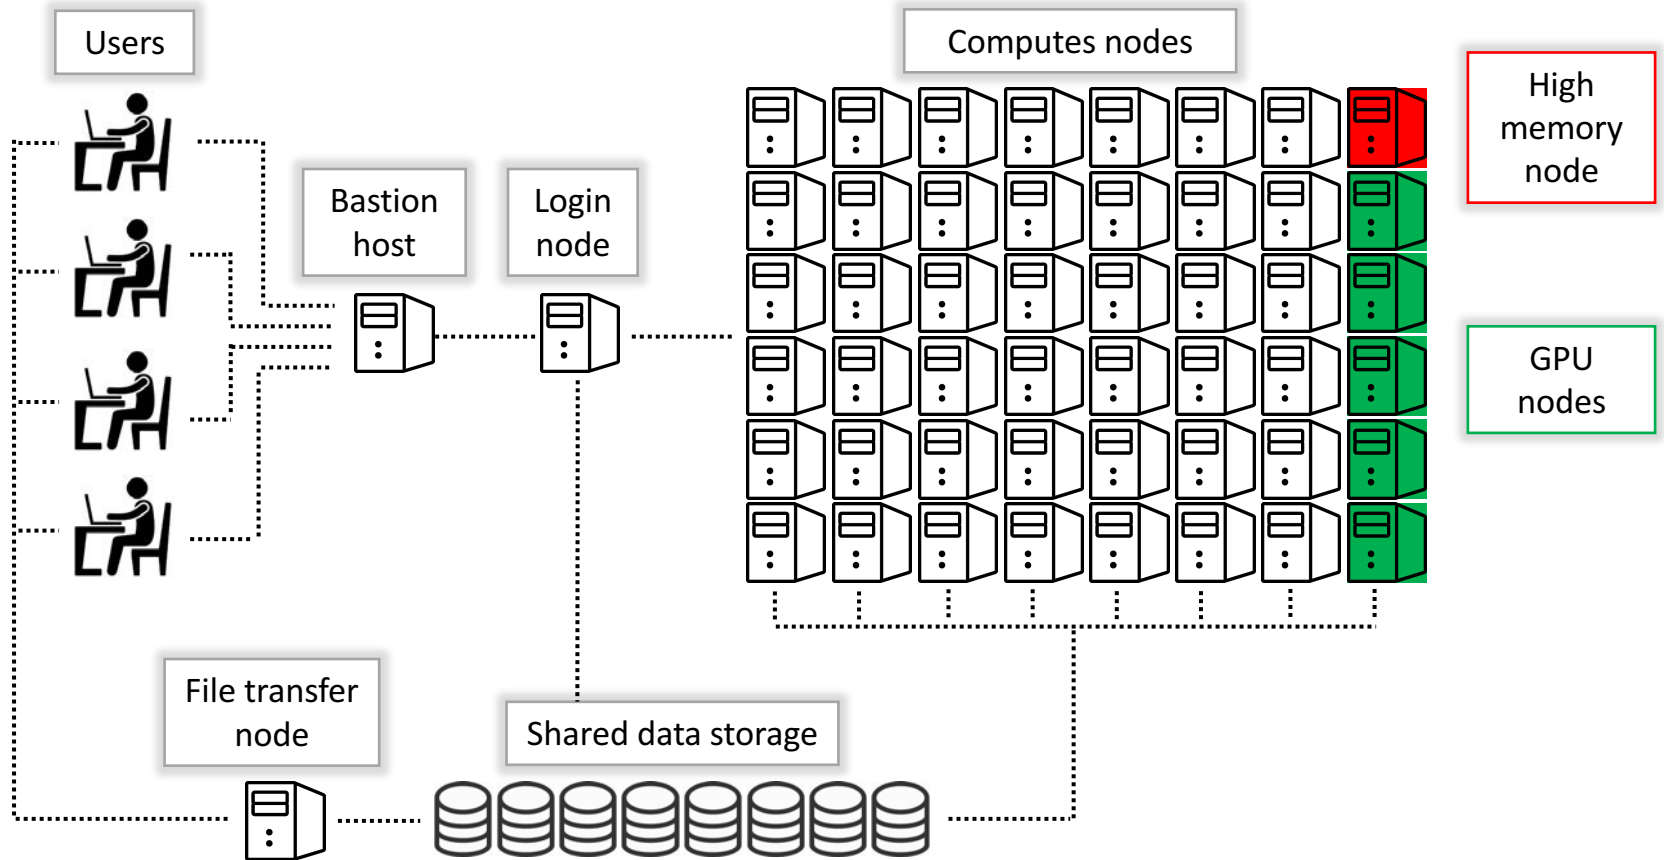 Users
Computes nodes
High
memory
node
Bastion
host
Login
node
GPU
nodes
File transfer
node
Shared data storage